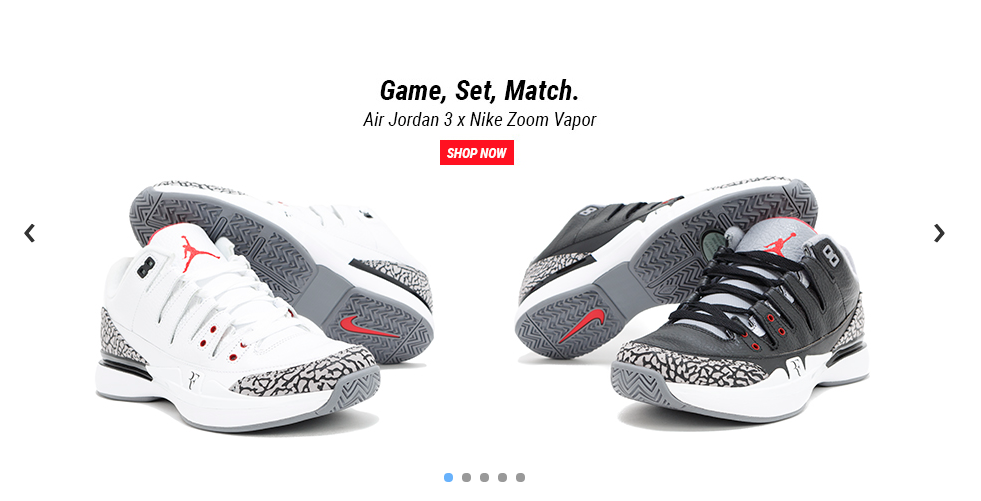 Game, Set, Match.
Air Jordan 3 x Nike Zoom Vapor
SHOP NOW